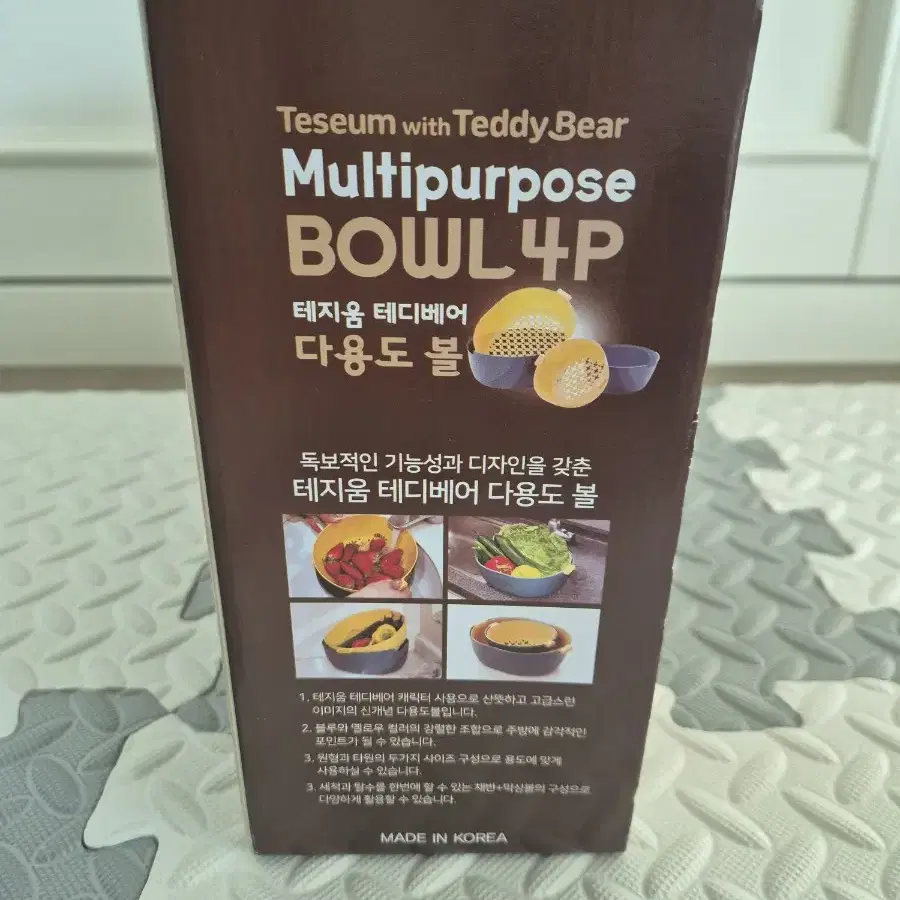 Teseum with Teddy Bear
Multipurpose
BOWL 4P
테지움 테디베어
다용도 볼
독보적인 기능성과 디자인을 갖춘
테지움 테디베어 다용도 볼
1. 테지움 테디베어 캐릭터 사용으로 산뜻하고 고급스런
이미지의 신개념 다용도볼입니다.
2. 블루와 옐로우 컬러의 강렬한 조합으로 주방에 감각적인
포인트가 될 수 있습니다.
3. 원형과 타원의 두가지 사이즈 구성으로 용도에 맞게
사용하실 수 있습니다.
3. 세척과 탈수를 한번에 할 수 있는 채반+믹싱볼의 구성으로
다양하게 활용할 수 있습니다.
MADE IN KOREA